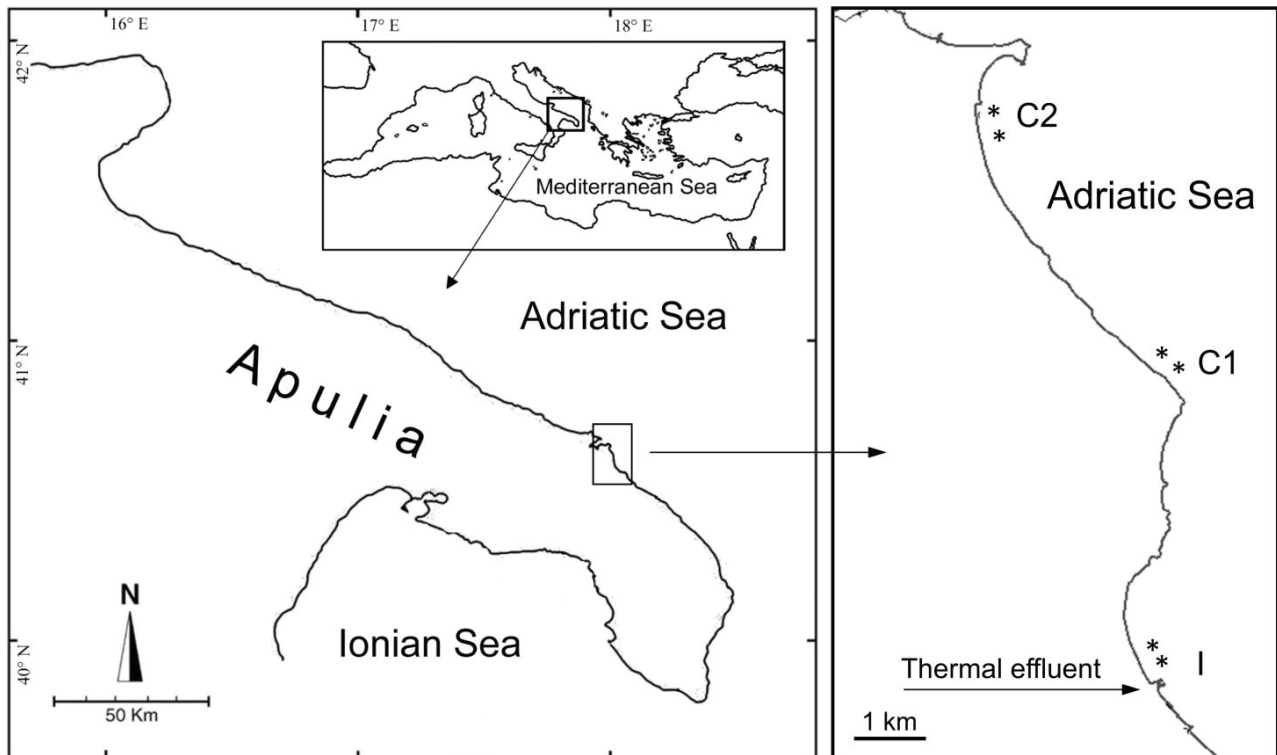 16° E
17° E
18° E
42° N
41° N
40° N
Mediterranean Sea
Adriatic Sea
Apulia
Ionian Sea
N
50 Km
C2
Adriatic Sea
C1
I
Thermal effluent
1 km